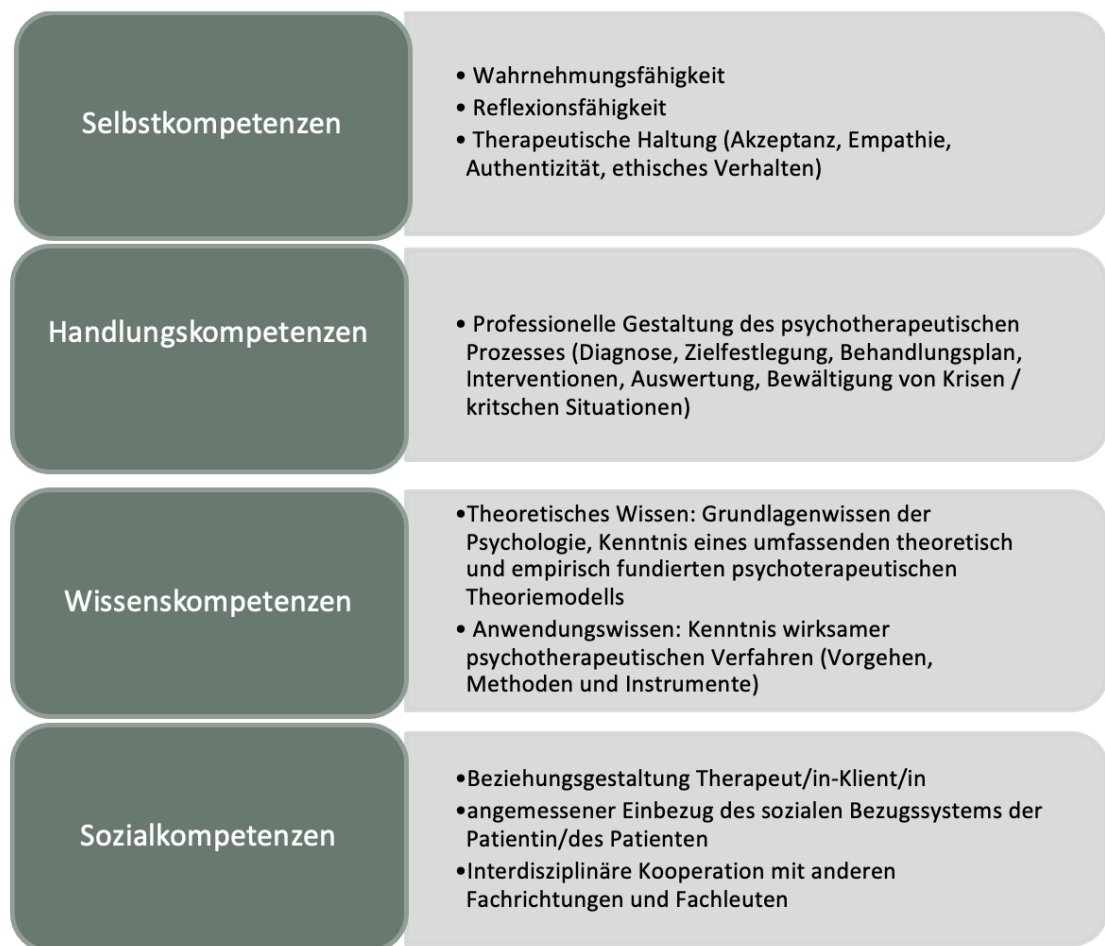 Selbstkompetenzen
• Wahrnehmungsfähigkeit
• Reflexionsfähigkeit
• Therapeutische Haltung (Akzeptanz, Empathie,
Authentizität, ethisches Verhalten)
Handlungskompetenzen
• Professionelle Gestaltung des psychotherapeutischen
Prozesses (Diagnose, Zielfestlegung, Behandlungsplan,
Interventionen, Auswertung, Bewältigung von Krisen /
kritschen Situationen)
Wissenskompetenzen
•Theoretisches Wissen: Grundlagenwissen der
Psychologie, Kenntnis eines umfassenden theoretisch
und empirisch fundierten psychoterapeutischen
Theoriemodells
• Anwendungswissen: Kenntnis wirksamer
psychotherapeutischen Verfahren (Vorgehen,
Methoden und Instrumente)
Sozialkompetenzen
•Beziehungsgestaltung Therapeut/in-Klient/in
•angemessener Einbezug des sozialen Bezugssystems der
Patientin/des Patienten
•Interdisziplinäre Kooperation mit anderen
Fachrichtungen und Fachleuten